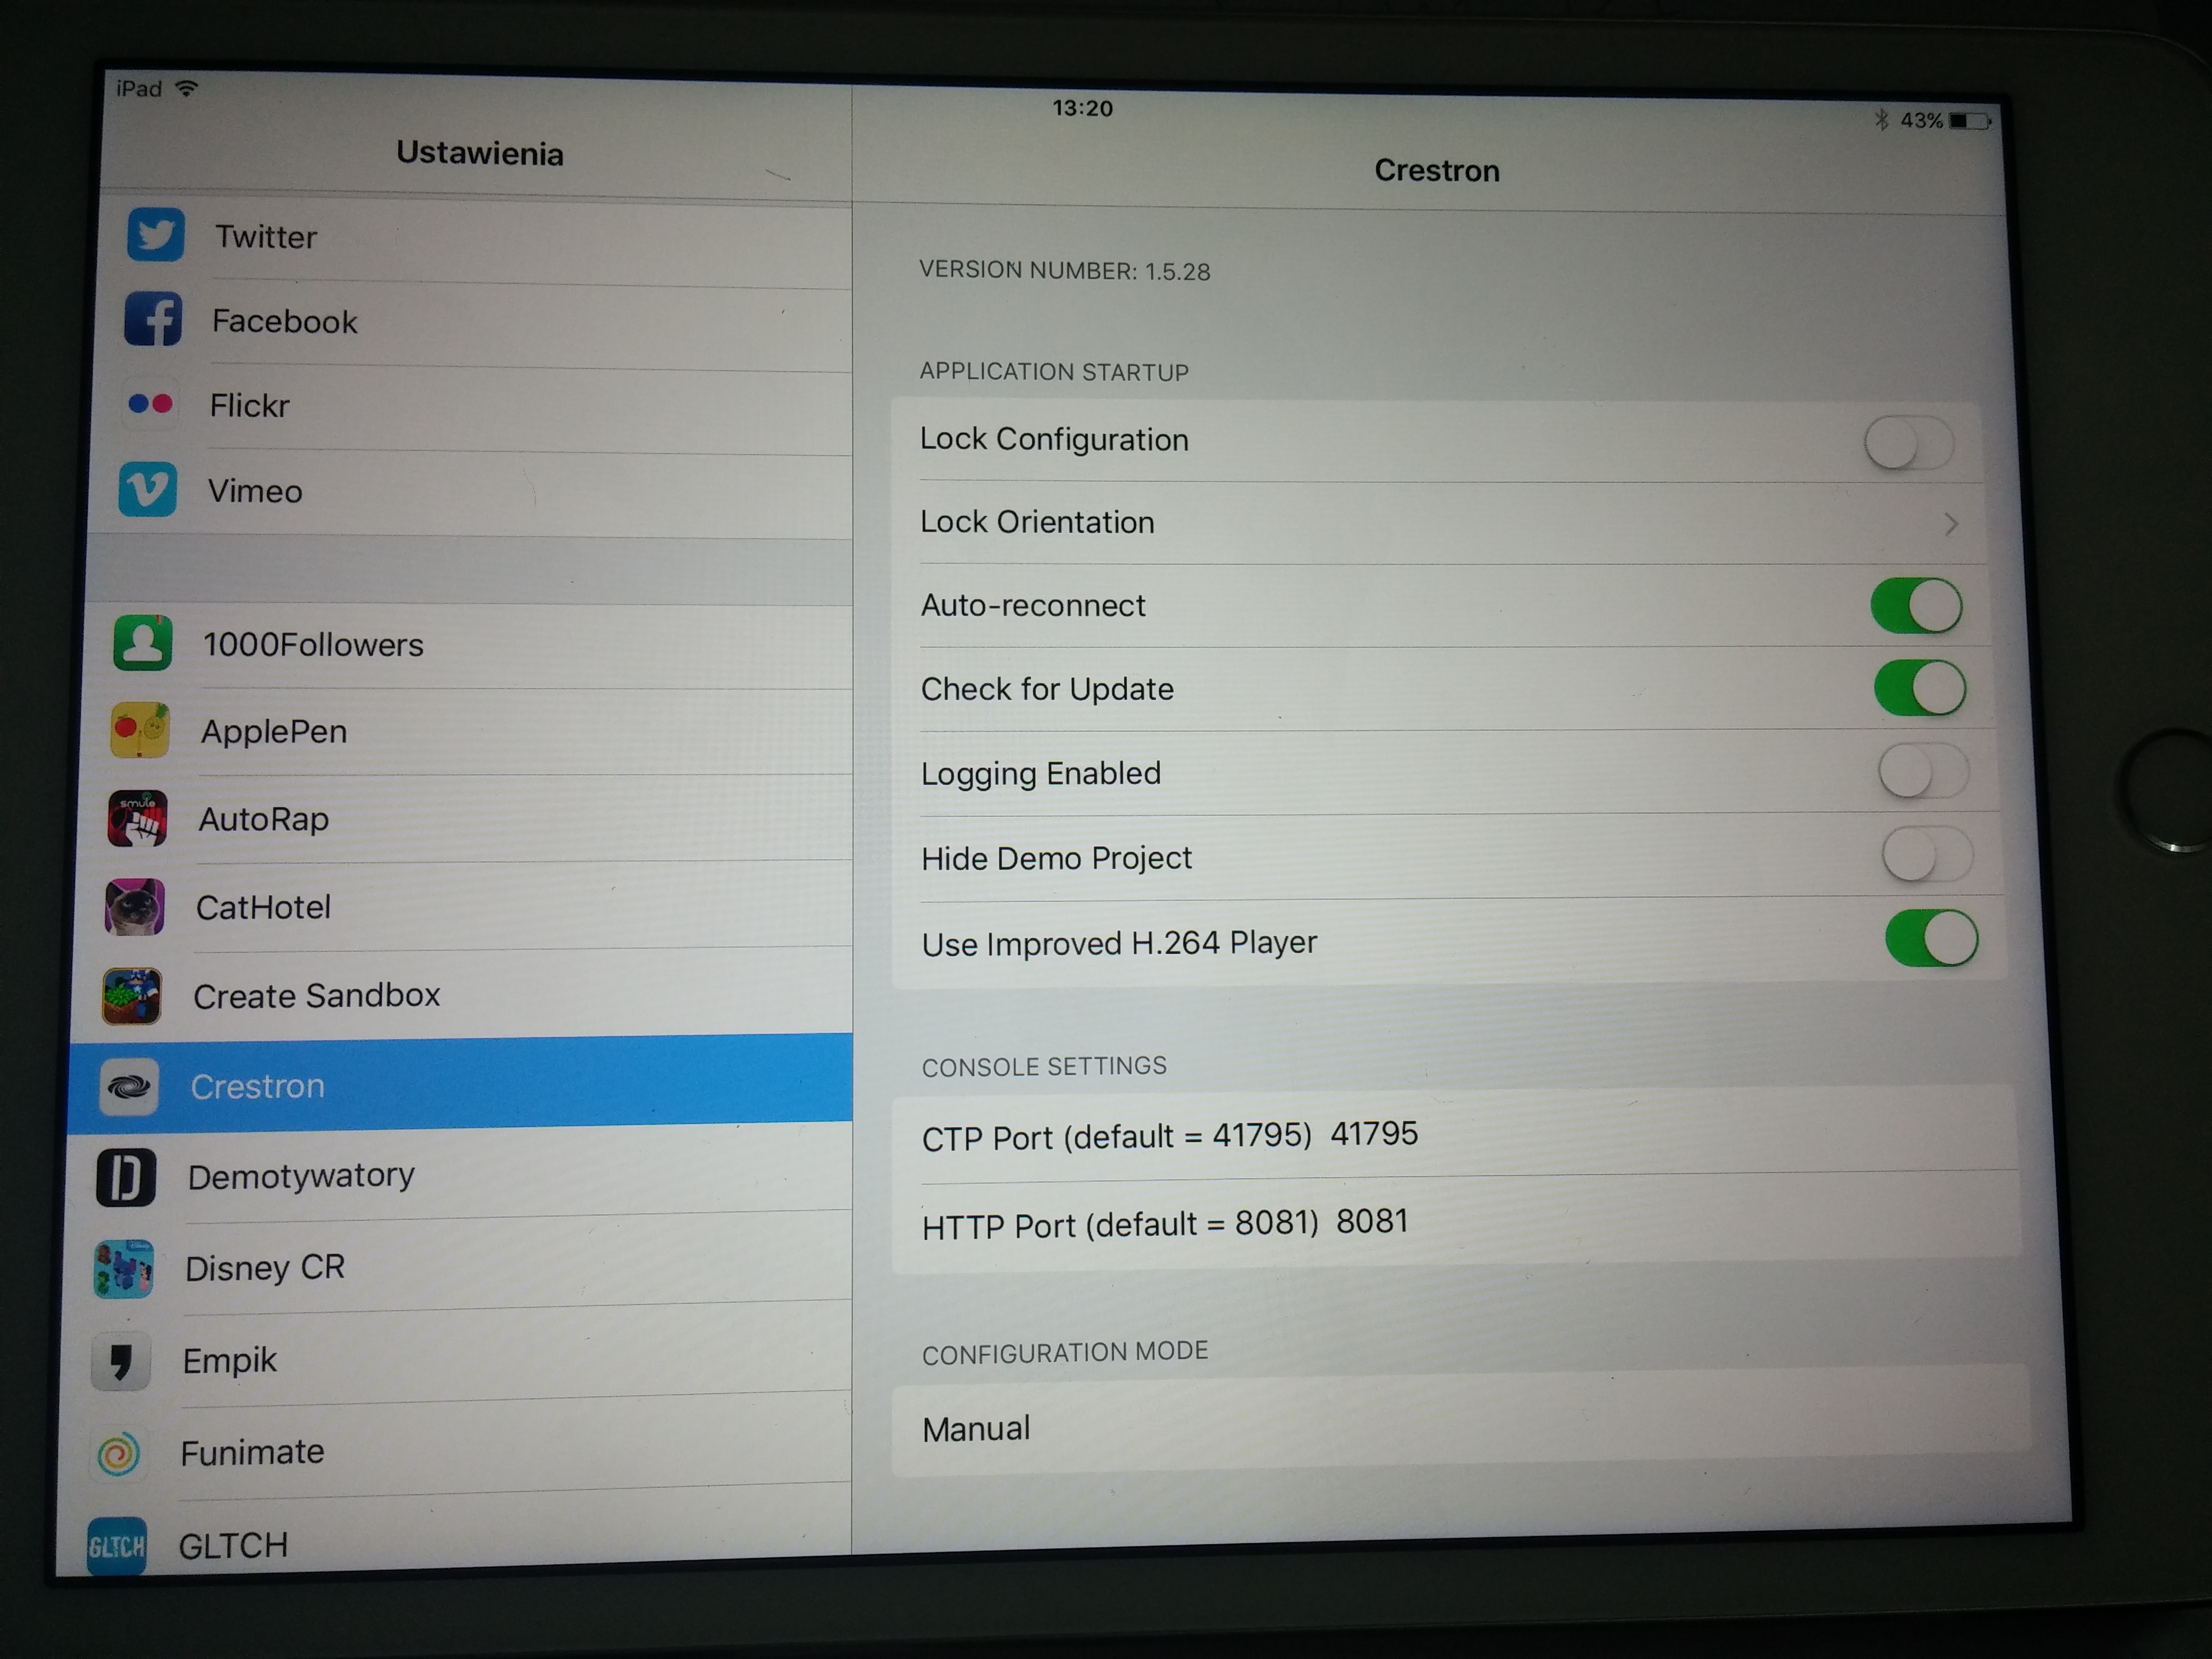 iPad
13:20
43%
Ustawienia
Crestron
Twitter
Facebook
Flickr
Vimeo
1000Followers
ApplePen
smule
AutoRap
CatHotel
Create Sandbox
Crestron
Demotywatory
Disney CR
Empik
Funimate
GLTCH
GLTCH
VERSION NUMBER: 1.5.28
APPLICATION STARTUP
Lock Configuration
Lock Orientation
Auto-reconnect
Check for Update
Logging Enabled
Hide Demo Project
Use Improved H.264 Player
CONSOLE SETTINGS
CTP Port (default = 41795) 41795
HTTP Port (default = 8081) 8081
CONFIGURATION MODE
Manual